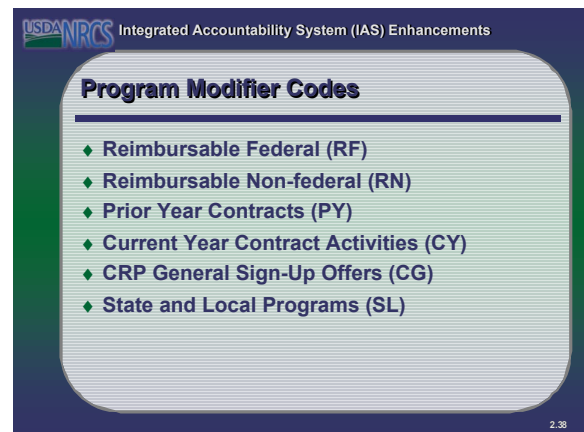 USDA NRCS Integrated Accountability System (IAS) Enhancements
Program Modifier Codes
♦ Reimbursable Federal (RF)
♦ Reimbursable Non-federal (RN)
♦ Prior Year Contracts (PY)
♦ Current Year Contract Activities (CY)
♦ CRP General Sign-Up Offers (CG)
♦ State and Local Programs (SL)
2.38